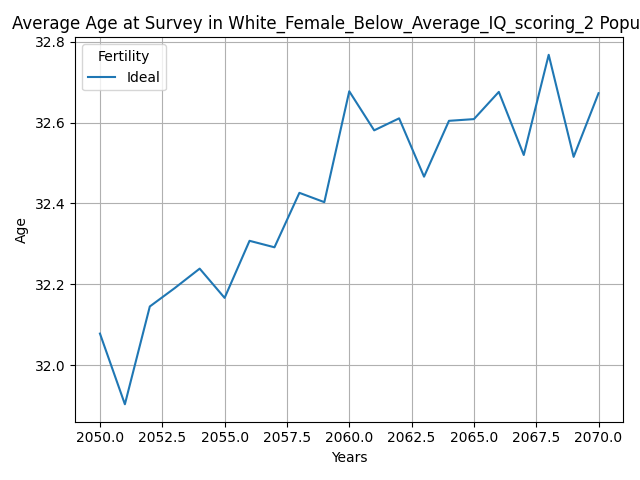 Average Age at Survey in White_Female_Below_Average_IQ_scoring_2 Popu
32.8
32.6
32.4
32.2
32.0
Age
Fertility
Ideal
2050.0 2052.5 2055.0 2057.5 2060.0 2062.5 2065.0 2067.5 2070.0
Years